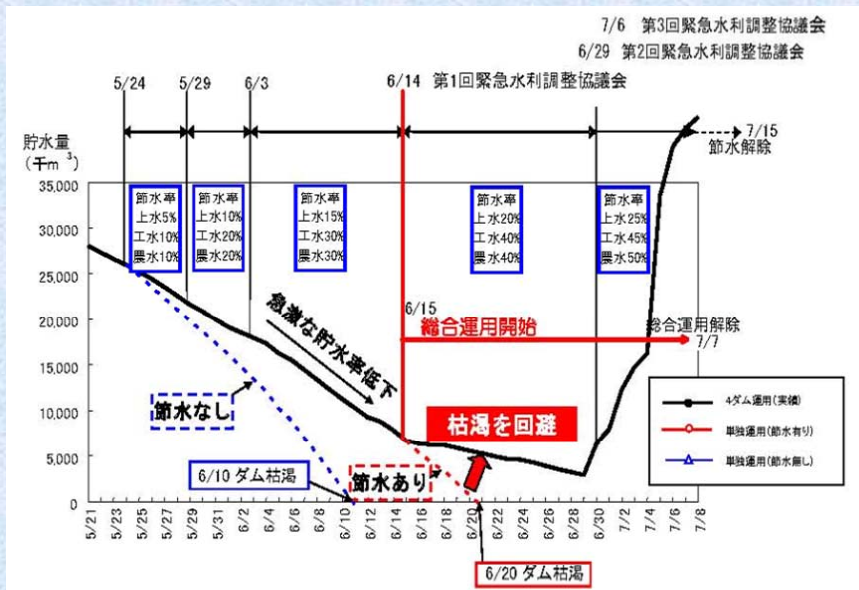 7/6 第3回緊急水利調整協議会
6/29 第2回緊急水利調整協議会
5/24
5/29
6/3
6/14 第1回緊急水利調整協議会
7/15
節水解除
貯水量
(千m³)
35,000
30,000
25,000
20,000
15,000
10,000
5,000
0
節水率
上水5%
工水10%
農水10%
節水率
上水10%
工水20%
農水20%
節水率
上水15%
工水30%
農水30%
節水率
上水20%
工水40%
農水40%
節水率
上水25%
工水45%
農水50%
6/15
総合運用開始
総合運用解除
7/7
急激な貯水率低下
節水なし
枯渇を回避
節水あり
6/10 ダム枯渇
6/20 ダム枯渇
4ダム運用(実績)
単独運用(節水有り)
単独運用(節水無し)
5/21
5/23
5/25
5/27
5/29
5/31
6/2
6/4
6/6
6/8
6/10
6/12
6/14
6/16
6/18
6/20
6/22
6/24
6/26
6/28
6/30
7/2
7/4
7/6
7/8